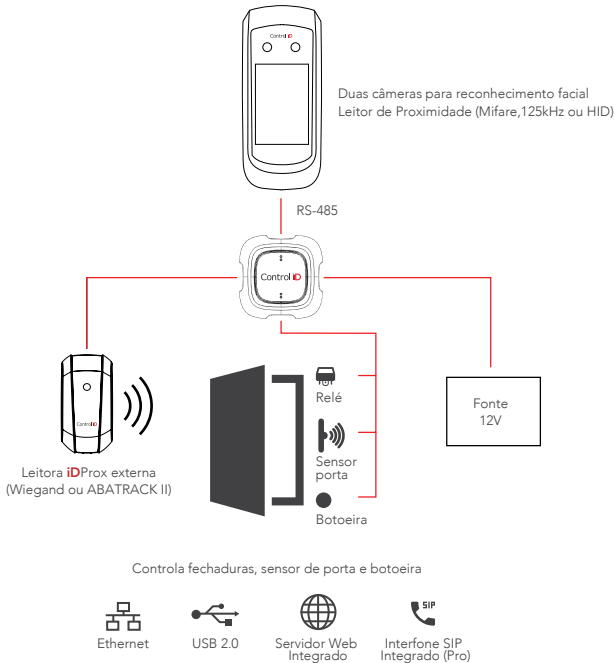 Control iD
Duas câmeras para reconhecimento facial
Leitor de Proximidade (Mifare,125kHz ou HID)
RS-485
Control iD
Control iD
Relé
Sensor
porta
Botoeira
Fonte
12V
Leitora iDProx externa
(Wiegand ou ABATRACK II)
Controla fechaduras, sensor de porta e botoeira
SIP
Ethernet
USB 2.0
Servidor Web
Integrado
Interfone SIP
Integrado (Pro)